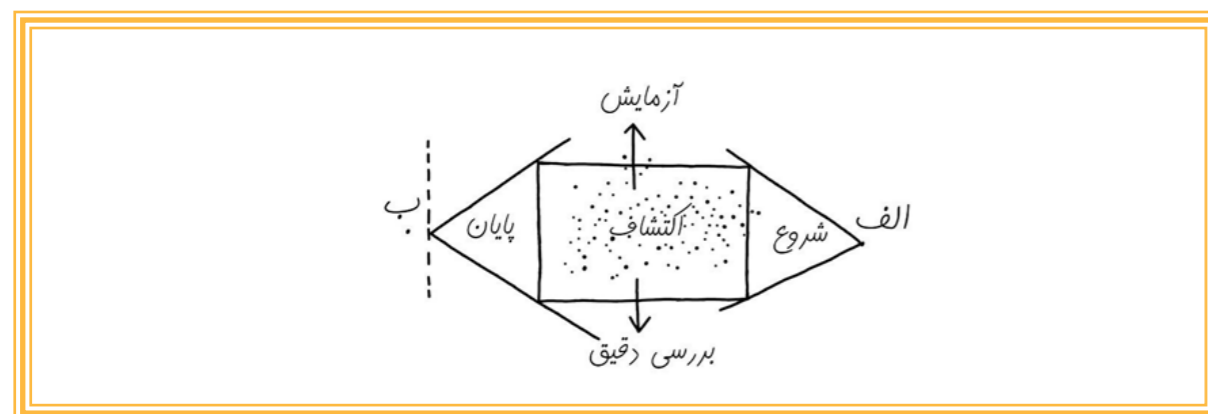 آزمایش
الف
شروع
اکتشاف
پایان
ب
بررسی دقیق